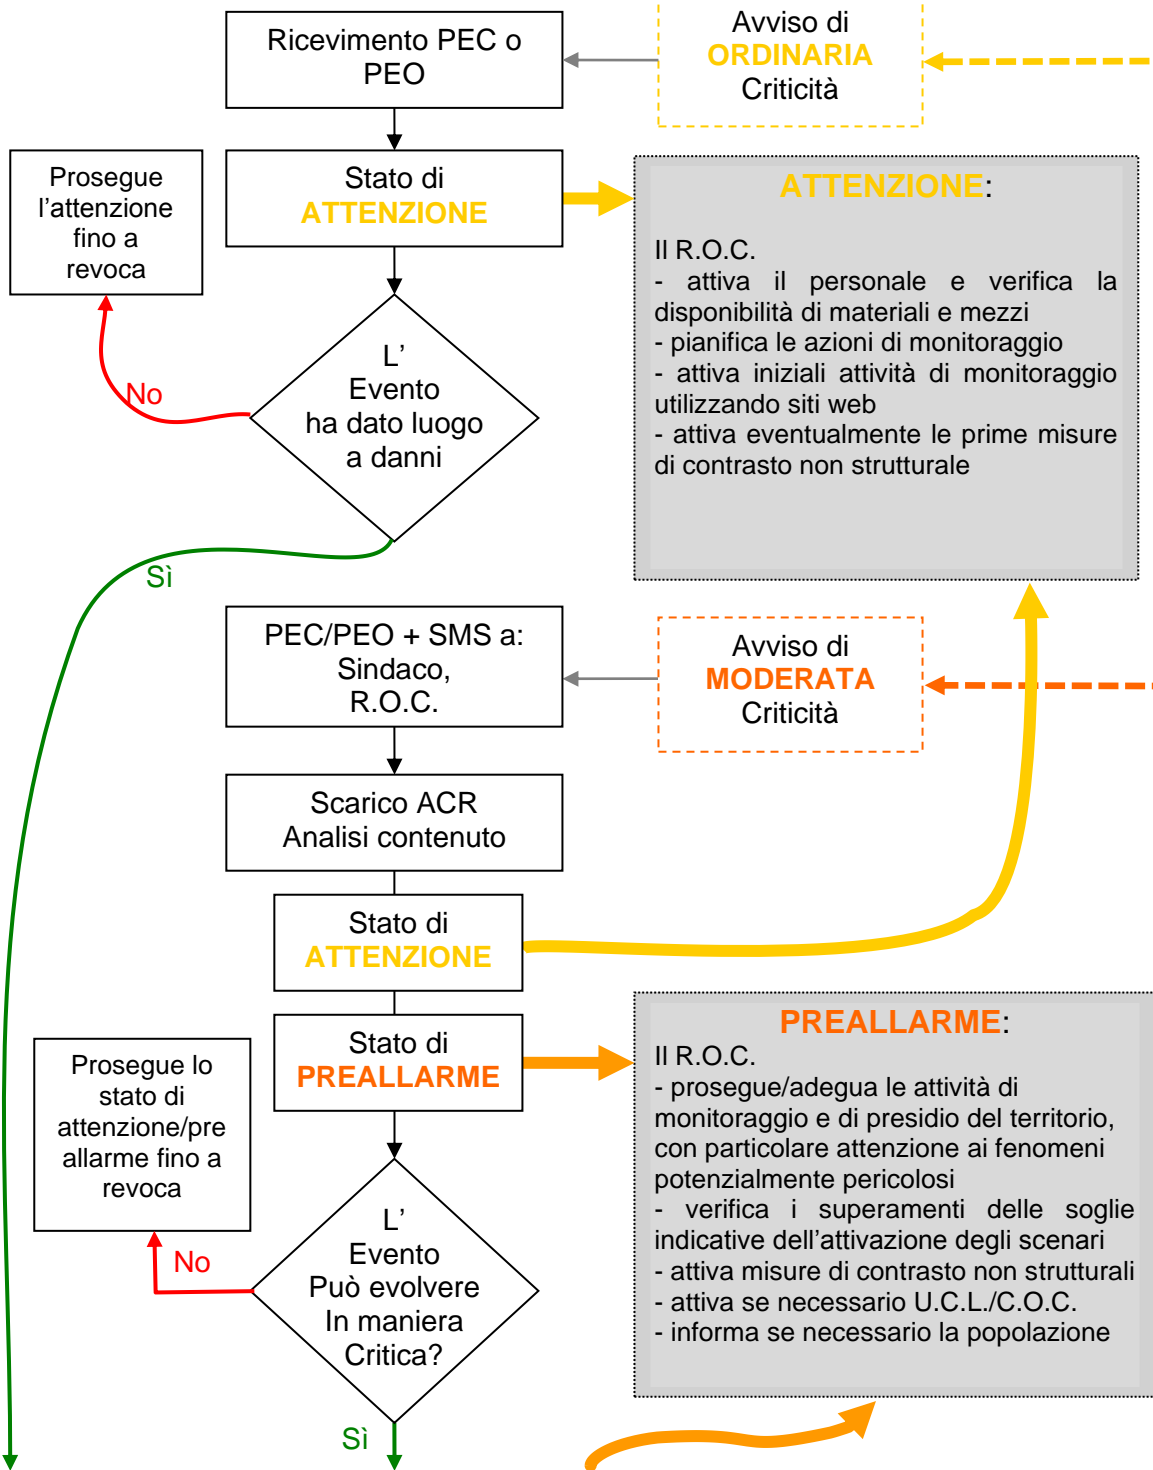 Ricevimento PEC o
PEO
Avviso di
ORDINARIA
Criticità
Prosegue
l'attenzione
fino a
revoca
Stato di
ATTENZIONE
ATTENZIONE:
Il R.O.C.
- attiva il personale e verifica la
disponibilità di materiali e mezzi
- pianifica le azioni di monitoraggio
- attiva iniziali attività di monitoraggio
utilizzando siti web
- attiva eventualmente le prime misure
di contrasto non strutturale
L'
Evento
ha dato luogo
a danni
No
Sì
PEC/PEO + SMS a:
Sindaco,
R.O.C.
Avviso di
MODERATA
Criticità
Scarico ACR
Analisi contenuto
Stato di
ATTENZIONE
Stato di
PREALLARME
PREALLARME:
Il R.O.C.
- prosegue/adegua le attività di
monitoraggio e di presidio del territorio,
con particolare attenzione ai fenomeni
potenzialmente pericolosi
- verifica i superamenti delle soglie
indicative dell'attivazione degli scenari
- attiva misure di contrasto non strutturali
- attiva se necessario U.C.L./C.O.C.
- informa se necessario la popolazione
Prosegue lo
stato di
attenzione/pre
allarme fino a
revoca
No
L'
Evento
Può evolvere
In maniera
Critica?
Sì